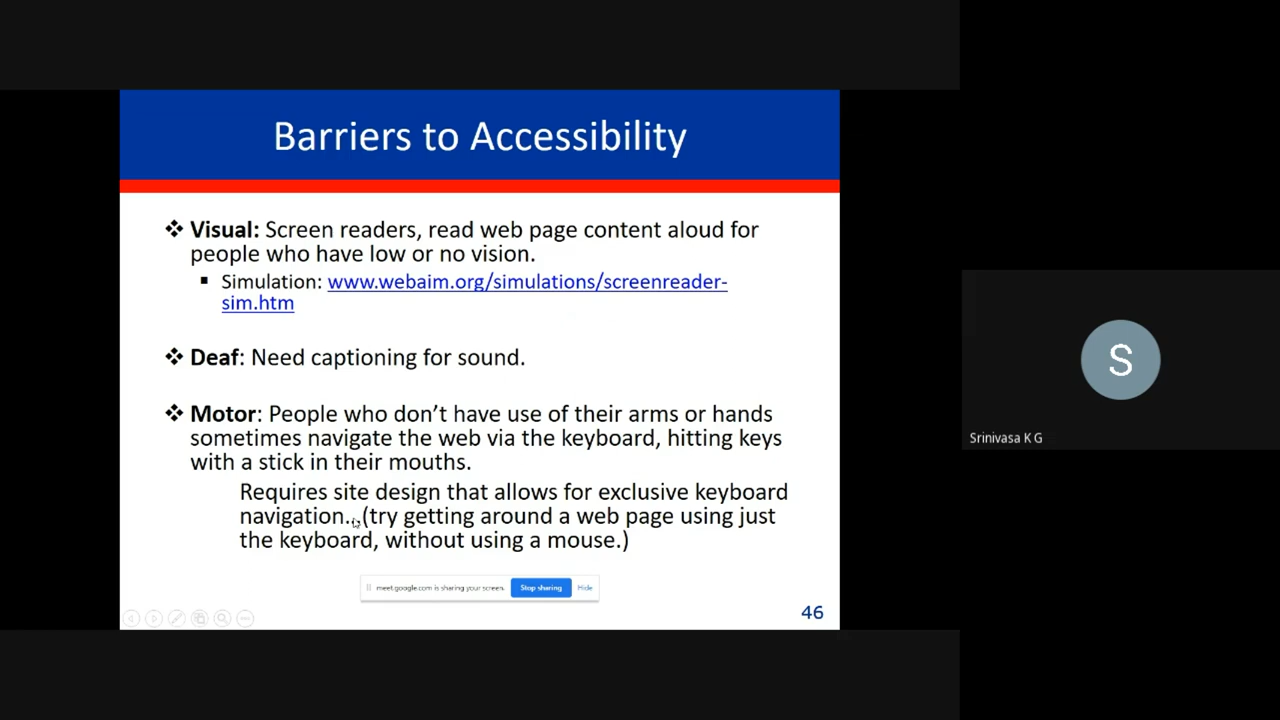 Barriers to Accessibility
❖ Visual: Screen readers, read web page content aloud for
people who have low or no vision.
▪ Simulation: www.webaim.org/simulations/screenreader-
sim.htm
❖ Deaf: Need captioning for sound.
❖ Motor: People who don’t have use of their arms or hands
sometimes navigate the web via the keyboard, hitting keys
with a stick in their mouths.
Requires site design that allows for exclusive keyboard
navigation...(try getting around a web page using just
the keyboard, without using a mouse.)
meet.google.com is sharing your screen. Stop sharing Hide
46
S
Srinivasa K G